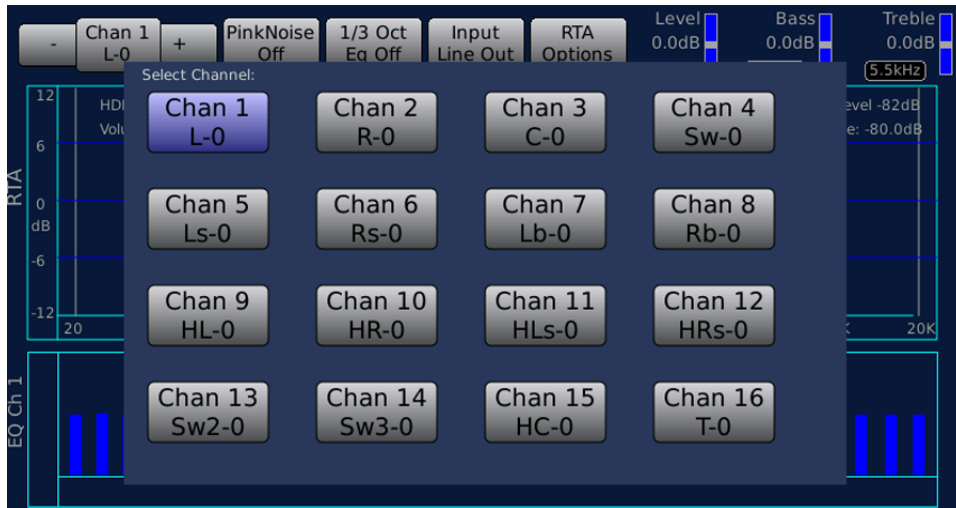 Level
Bass
Treble
-
Chan 1
L-0
+
PinkNoise
Off
1/3 Oct
Eq Off
Input
Line Out
RTA
Options
0.0dB
0.0dB
0.0dB
5.5kHz
Select Channel:
12
6
0
dB
-6
-12
RTA
20
20K
evel -82dB
e: -80.0dB
Chan 1
L-0
Chan 2
R-0
Chan 3
C-0
Chan 4
Sw-0
Chan 5
Ls-0
Chan 6
Rs-0
Chan 7
Lb-0
Chan 8
Rb-0
Chan 9
HL-0
Chan 10
HR-0
Chan 11
HLs-0
Chan 12
HRs-0
Chan 13
Sw2-0
Chan 14
Sw3-0
Chan 15
HC-0
Chan 16
T-0
EQ Ch 1